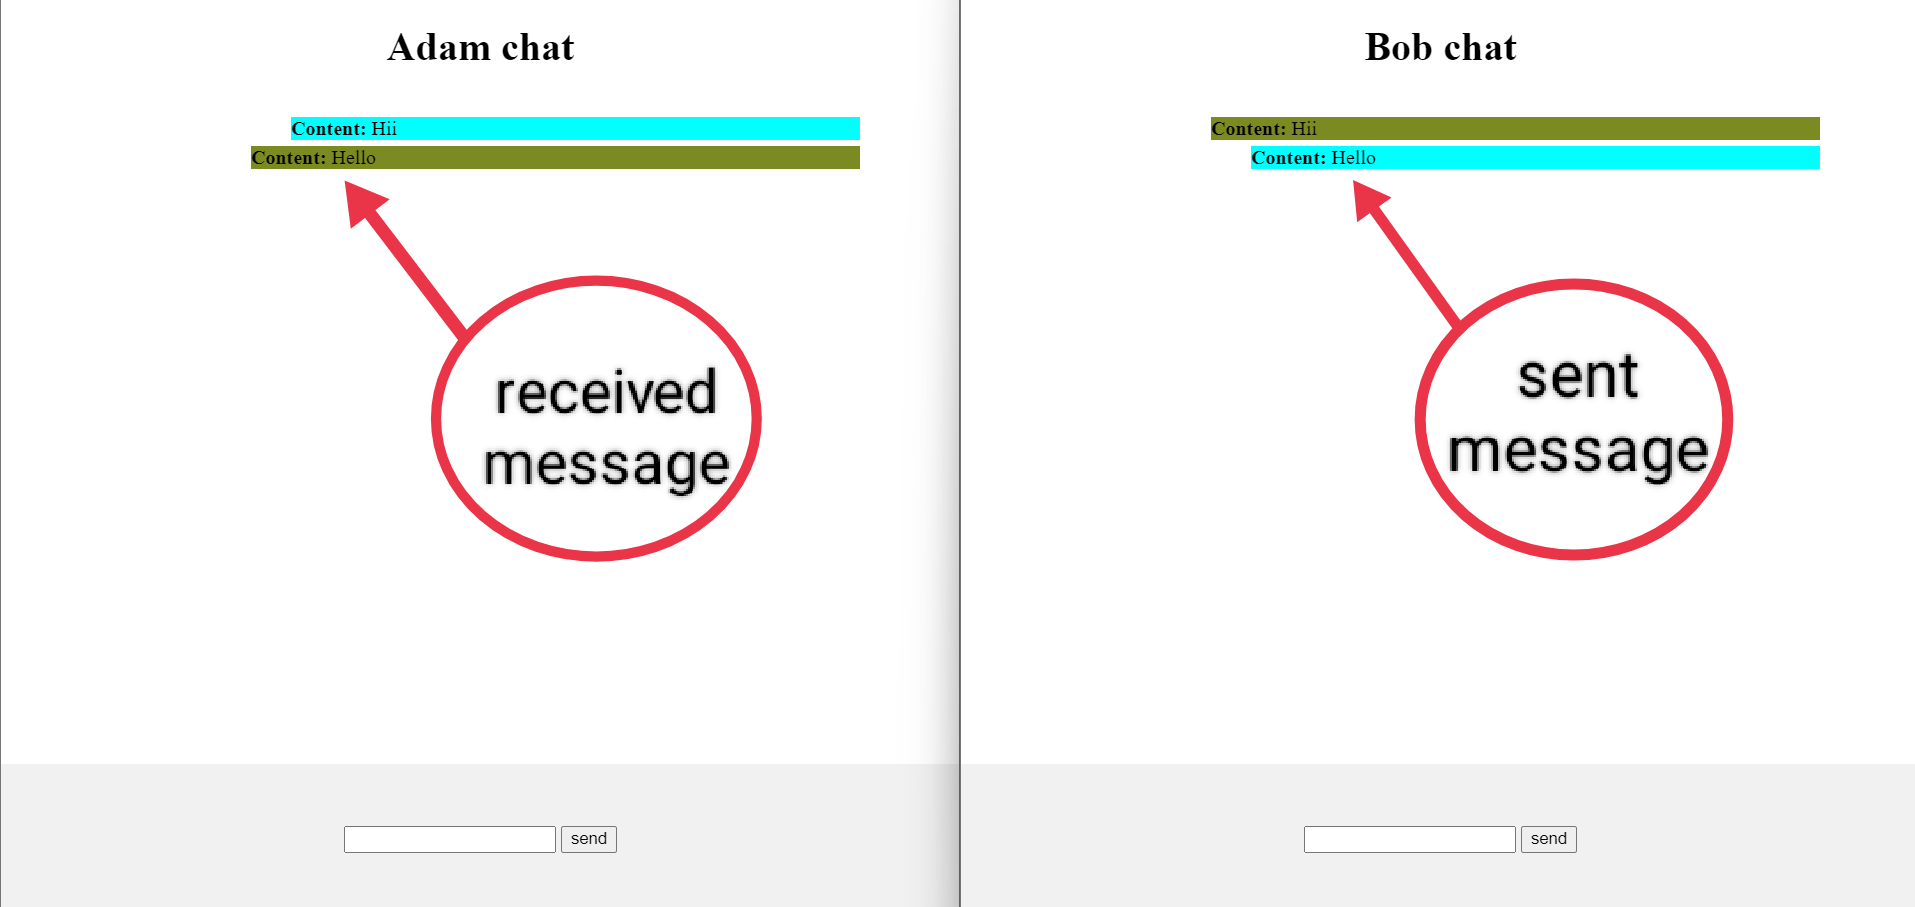 Adam chat
Content: Hii
Content: Hello
received
message
send
Bob chat
Content: Hii
Content: Hello
sent
message
send